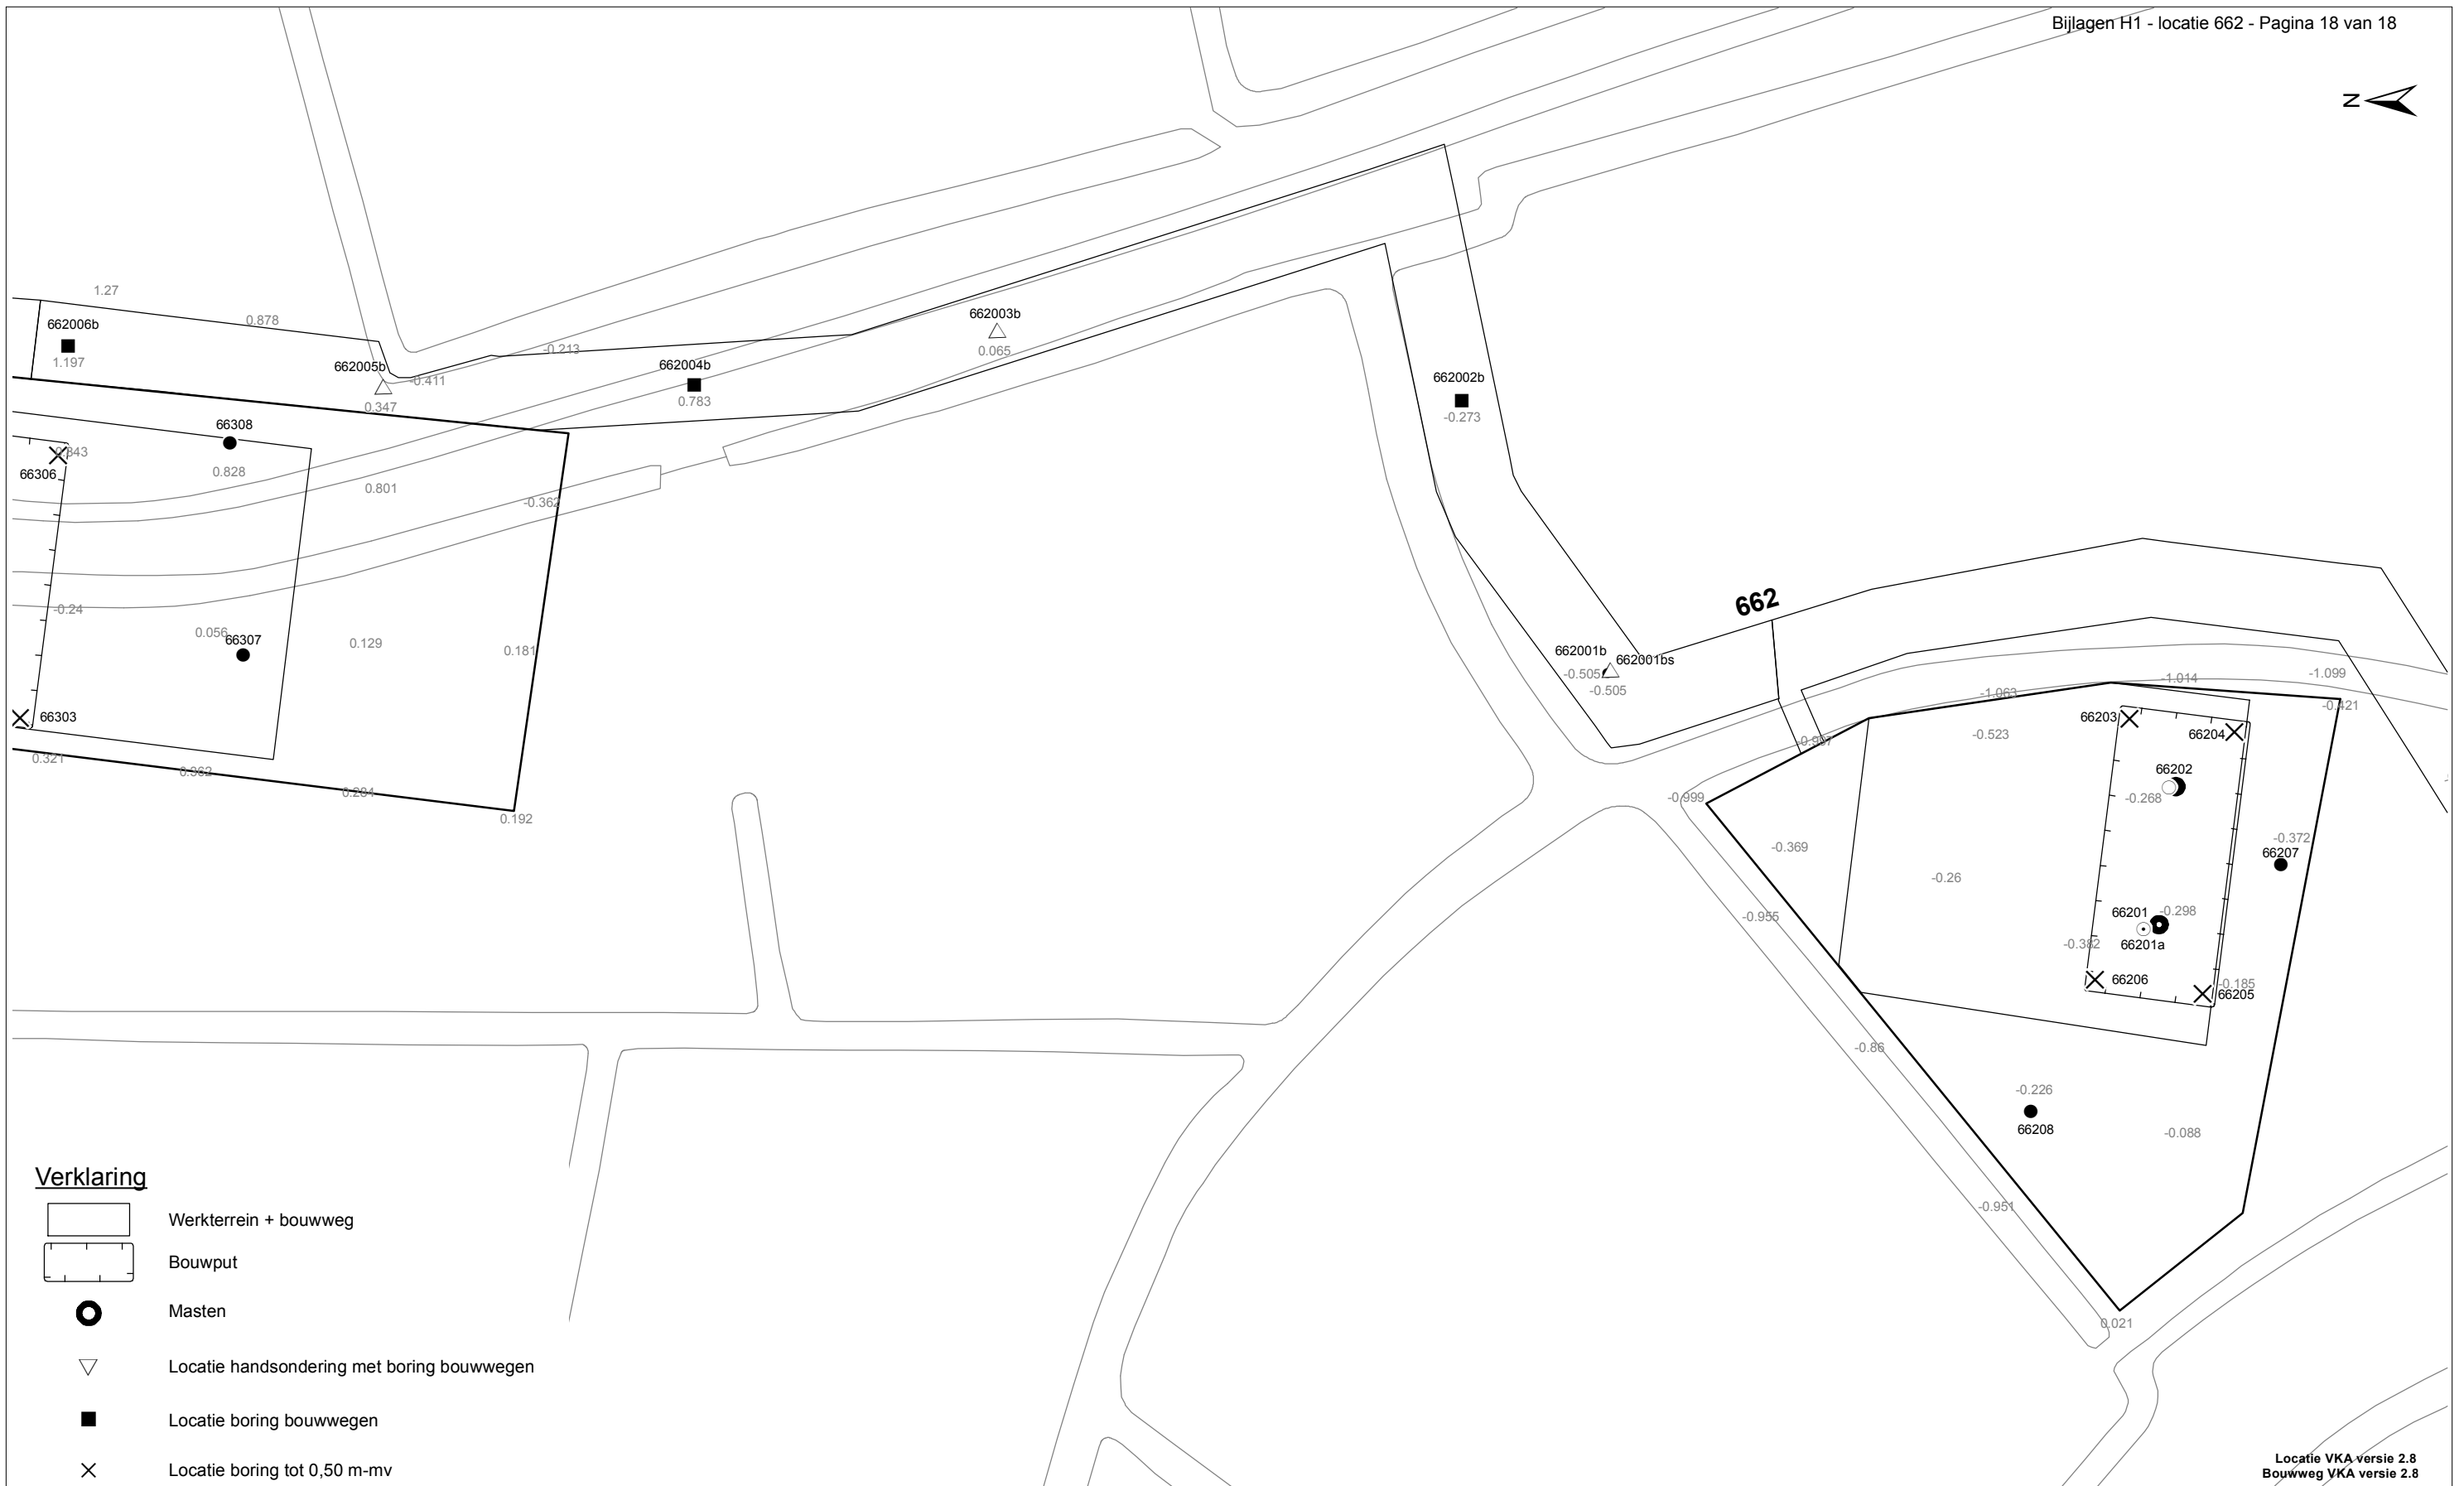 Bijlagen H1 - locatie 662 - Pagina 18 van 18
N
1.27
0.878
662006b
1.197
662005b
-0.411
0.347
-0.213
662004b
0.783
662003b
0.065
662002b
-0.273
66308
0.828
0.843
66306
0.801
-0.362
-0.24
0.056
66307
0.129
0.181
66303
0.321
0.362
0.284
0.192
662
662001b
662001bs
-0.505
-0.505
-1.063
-1.014
-1.099
-0.421
66203
66204
-0.523
-0.997
66202
-0.268
-0.999
-0.372
66207
-0.369
-0.26
-0.955
66201
-0.298
-0.382
66201a
66206
-0.185
66205
-0.86
-0.226
66208
-0.088
-0.951
0.021
Verklaring
Werkterrein + bouwweg
Bouwput
Masten
Locatie handsondering met boring bouwwegen
Locatie boring bouwwegen
Locatie boring tot 0,50 m-mv
Locatie VKA versie 2.8
Bouwweg VKA versie 2.8